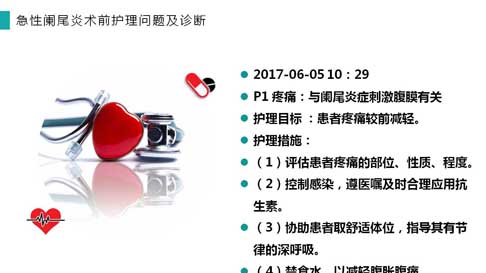 急性阑尾炎术前护理问题及诊断
2017-06-05 10：29
P1 疼痛：与阑尾炎症刺激腹膜有关
护理目标 ：患者疼痛较前减轻。
护理措施：
（1）评估患者疼痛的部位、性质、程度。
（2）控制感染，遵医嘱及时合理应用抗
生素。
（3）协助患者取舒适体位，指导其有节
律的深呼吸。
（4）禁食水，以减轻腹胀腹痛